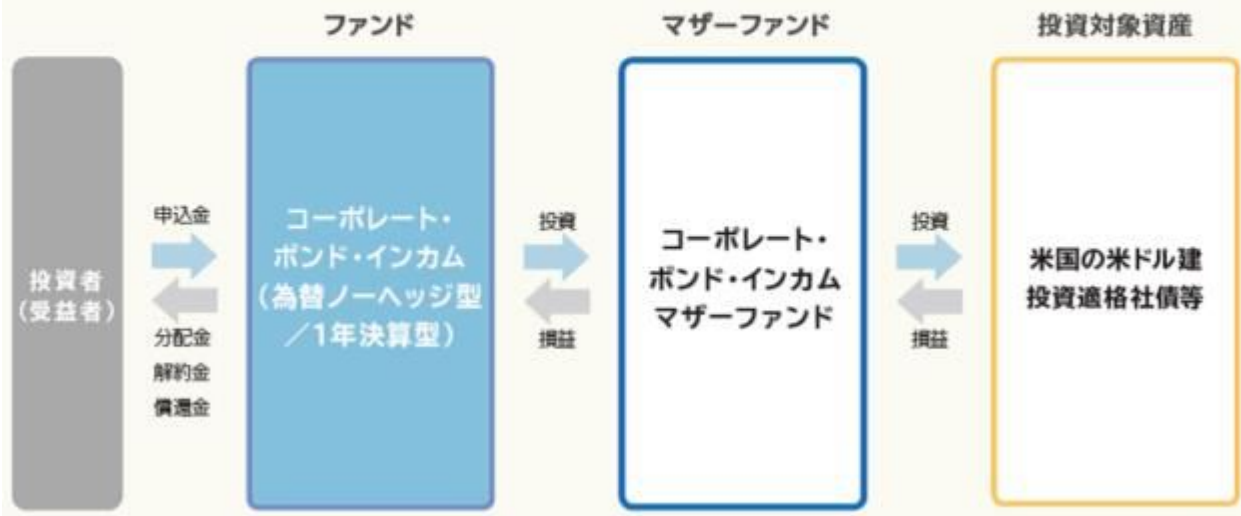 ファンド
マザーファンド
投資対象資産
投資者
(受益者)
申込金
分配金
解約金
償還金
コーポレート・
ボンド・インカム
(為替ノーヘッジ型
／1年決算型)
投資
損益
コーポレート・
ボンド・インカム
マザーファンド
投資
損益
米国の米ドル建
投資適格社債等